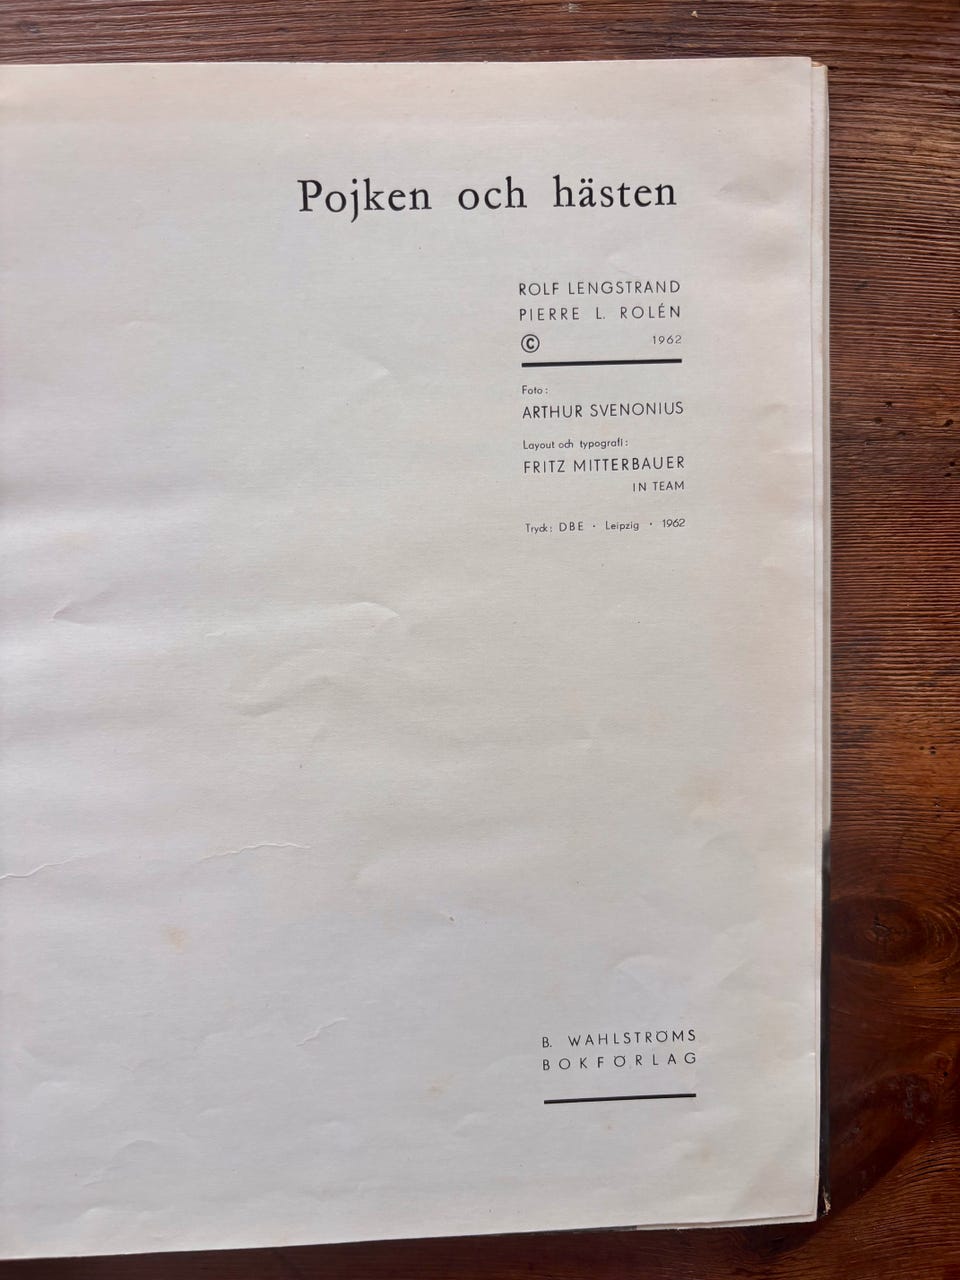 Pojken och hästen
ROLF LENGSTRAND
PIERRE L. ROLÉN
© 1962
Foto:
ARTHUR SVENONIUS
Layout och typografi:
FRITZ MITTERBAUER
IN TEAM
Tryck: DBE · Leipzig · 1962
B. WAHLSTRÖMS
BOKFÖRLAG